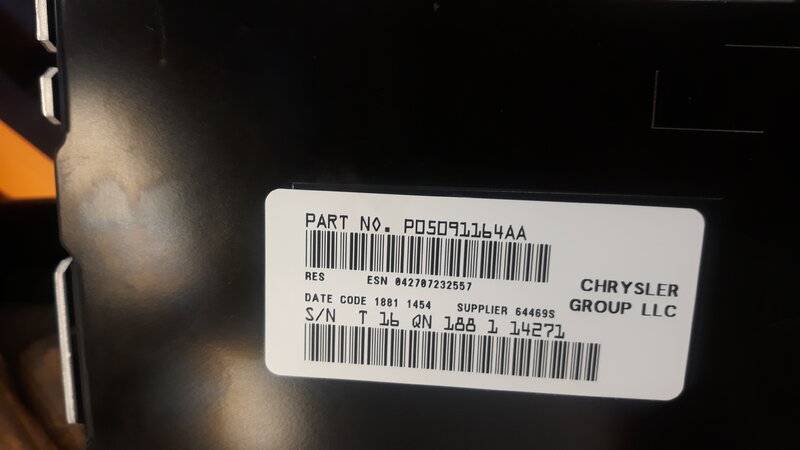 PART NO. P05091164AA
RES ESN 042707232557
CHRYSLER
GROUP LLC
DATE CODE 1881 1454 SUPPLIER 64469S
S/N T 16 QN 188 1 14271